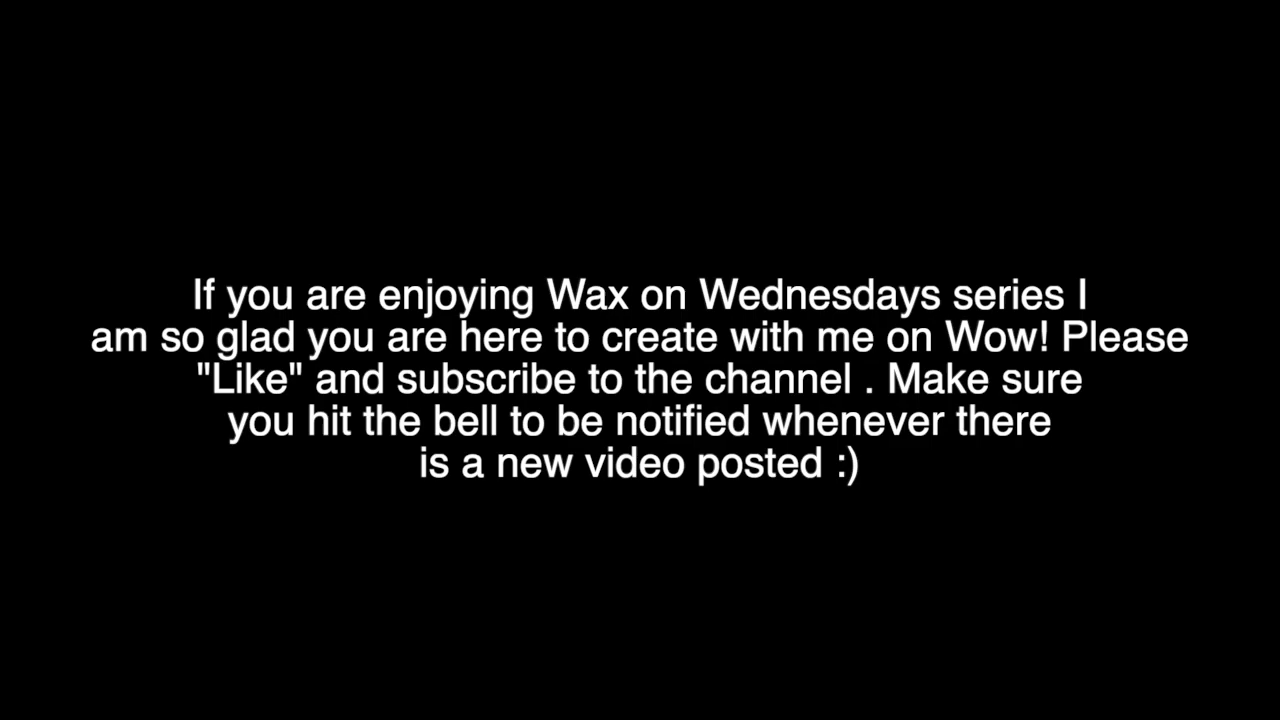 If you are enjoying Wax on Wednesdays series I
am so glad you are here to create with me on Wow! Please
"Like" and subscribe to the channel . Make sure
you hit the bell to be notified whenever there
is a new video posted :)